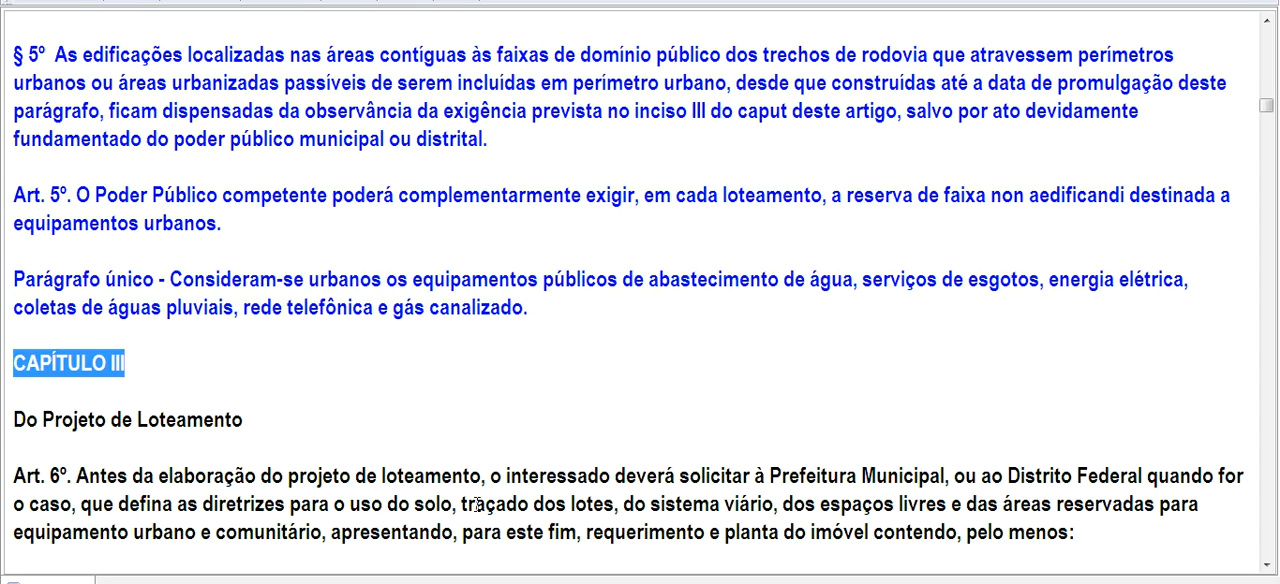 § 5º  As edificações localizadas nas áreas contíguas às faixas de domínio público dos trechos de rodovia que atravessem perímetros
urbanos ou áreas urbanizadas passíveis de serem incluídas em perímetro urbano, desde que construídas até a data de promulgação deste
parágrafo, ficam dispensadas da observância da exigência prevista no inciso III do caput deste artigo, salvo por ato devidamente
fundamentado do poder público municipal ou distrital.
Art. 5º. O Poder Público competente poderá complementarmente exigir, em cada loteamento, a reserva de faixa non aedificandi destinada a
equipamentos urbanos.
Parágrafo único - Consideram-se urbanos os equipamentos públicos de abastecimento de água, serviços de esgotos, energia elétrica,
coletas de águas pluviais, rede telefônica e gás canalizado.
CAPÍTULO III
Do Projeto de Loteamento
Art. 6º. Antes da elaboração do projeto de loteamento, o interessado deverá solicitar à Prefeitura Municipal, ou ao Distrito Federal quando for
o caso, que defina as diretrizes para o uso do solo, traçado dos lotes, do sistema viário, dos espaços livres e das áreas reservadas para
equipamento urbano e comunitário, apresentando, para este fim, requerimento e planta do imóvel contendo, pelo menos: